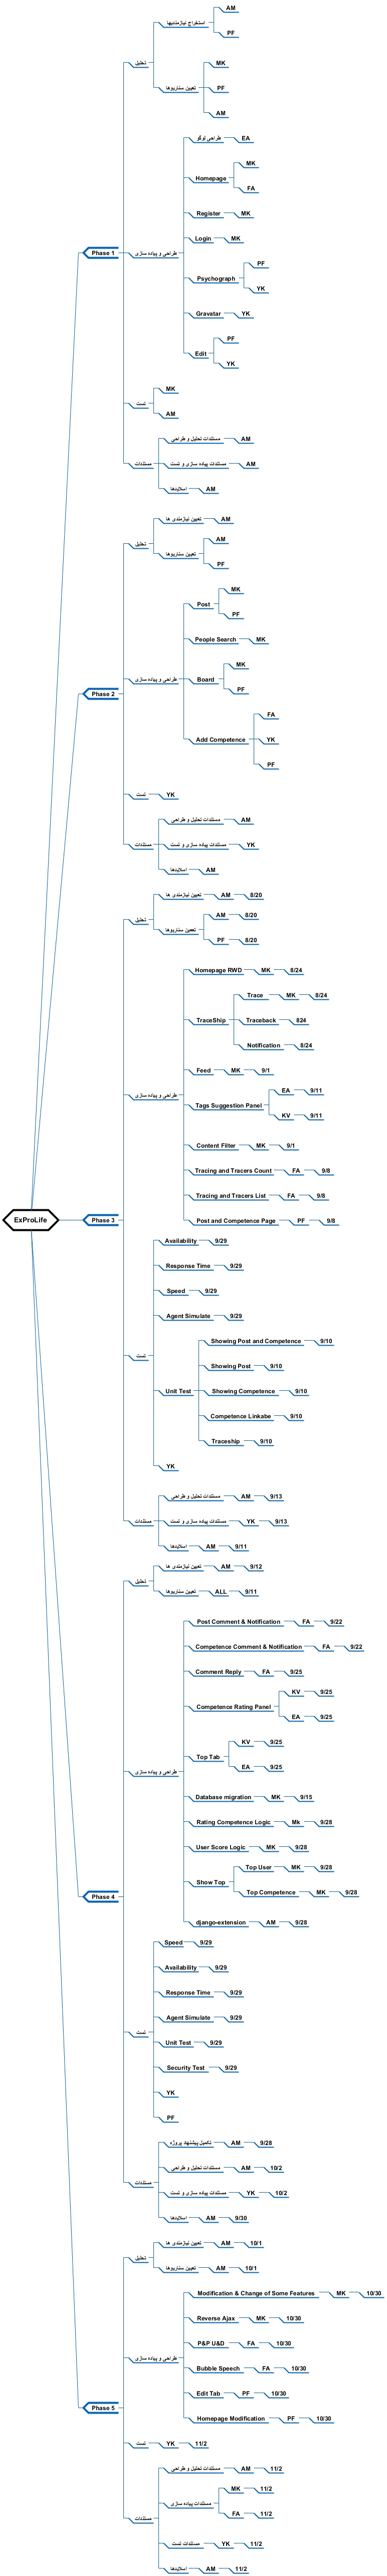 ExProLife
Phase 1
تحلیل
استخراج نیازمندیها
AM
PF
تعیین سناریوها
MK
PF
AM
طراحی و پیاده سازی
طراحی لوگو
EA
Homepage
MK
FA
Register
MK
Login
MK
Psychograph
PF
YK
Gravatar
YK
Edit
PF
YK
تست
MK
AM
مستندات
مستندات تحلیل و طراحی
AM
مستندات پیاده سازی و تست
AM
اسلایدها
AM
Phase 2
تحلیل
تعیین نیازمندی ها
AM
تعیین سناریوها
AM
PF
طراحی و پیاده سازی
Post
MK
PF
People Search
MK
Board
MK
PF
Add Competence
FA
YK
PF
تست
YK
مستندات
مستندات تحلیل و طراحی
AM
مستندات پیاده سازی و تست
YK
اسلایدها
AM
Phase 3
تحلیل
تعیین نیازمندی ها
AM
8/20
تعیین سناریوها
AM
8/20
PF
8/20
طراحی و پیاده سازی
Homepage RWD
MK
8/24
TraceShip
Trace
MK
8/24
Traceback
824
Notification
8/24
Feed
MK
9/1
Tags Suggestion Panel
EA
9/11
KV
9/11
Content Filter
MK
9/1
Tracing and Tracers Count
FA
9/8
Tracing and Tracers List
FA
9/8
Post and Competence Page
PF
9/8
تست
Availability
9/29
Response Time
9/29
Speed
9/29
Agent Simulate
9/29
Unit Test
Showing Post and Competence
9/10
Showing Post
9/10
Showing Competence
9/10
Competence Linkabe
9/10
Traceship
9/10
YK
مستندات
مستندات تحلیل و طراحی
AM
9/13
مستندات پیاده سازی و تست
YK
9/13
اسلایدها
AM
9/11
Phase 4
تحلیل
تعیین نیازمندی ها
AM
9/12
تعیین سناریوها
ALL
9/11
طراحی و پیاده سازی
Post Comment & Notification
FA
9/22
Competence Comment & Notification
FA
9/22
Comment Reply
FA
9/25
Competence Rating Panel
KV
9/25
EA
9/25
Top Tab
KV
9/25
EA
9/25
Database migration
MK
9/15
Rating Competence Logic
Mk
9/28
User Score Logic
MK
9/28
Show Top
Top User
MK
9/28
Top Competence
MK
9/28
django-extension
AM
9/28
تست
Speed
9/29
Availability
9/29
Response Time
9/29
Agent Simulate
9/29
Unit Test
9/29
Security Test
9/29
YK
PF
مستندات
تکمیل پیشنهاد پروژه
AM
9/28
مستندات تحلیل و طراحی
AM
10/2
مستندات پیاده سازی و تست
YK
10/2
اسلایدها
AM
9/30
Phase 5
تحلیل
تعیین نیازمندی ها
AM
10/1
تعیین سناریوها
AM
10/1
طراحی و پیاده سازی
Modification & Change of Some Features
MK
10/30
Reverse Ajax
MK
10/30
P&P U&D
FA
10/30
Bubble Speech
FA
10/30
Edit Tab
PF
10/30
Homepage Modification
PF
10/30
تست
YK
11/2
مستندات
مستندات تحلیل و طراحی
AM
11/2
مستندات پیاده سازی
MK
11/2
FA
11/2
مستندات تست
YK
11/2
اسلایدها
AM
11/2